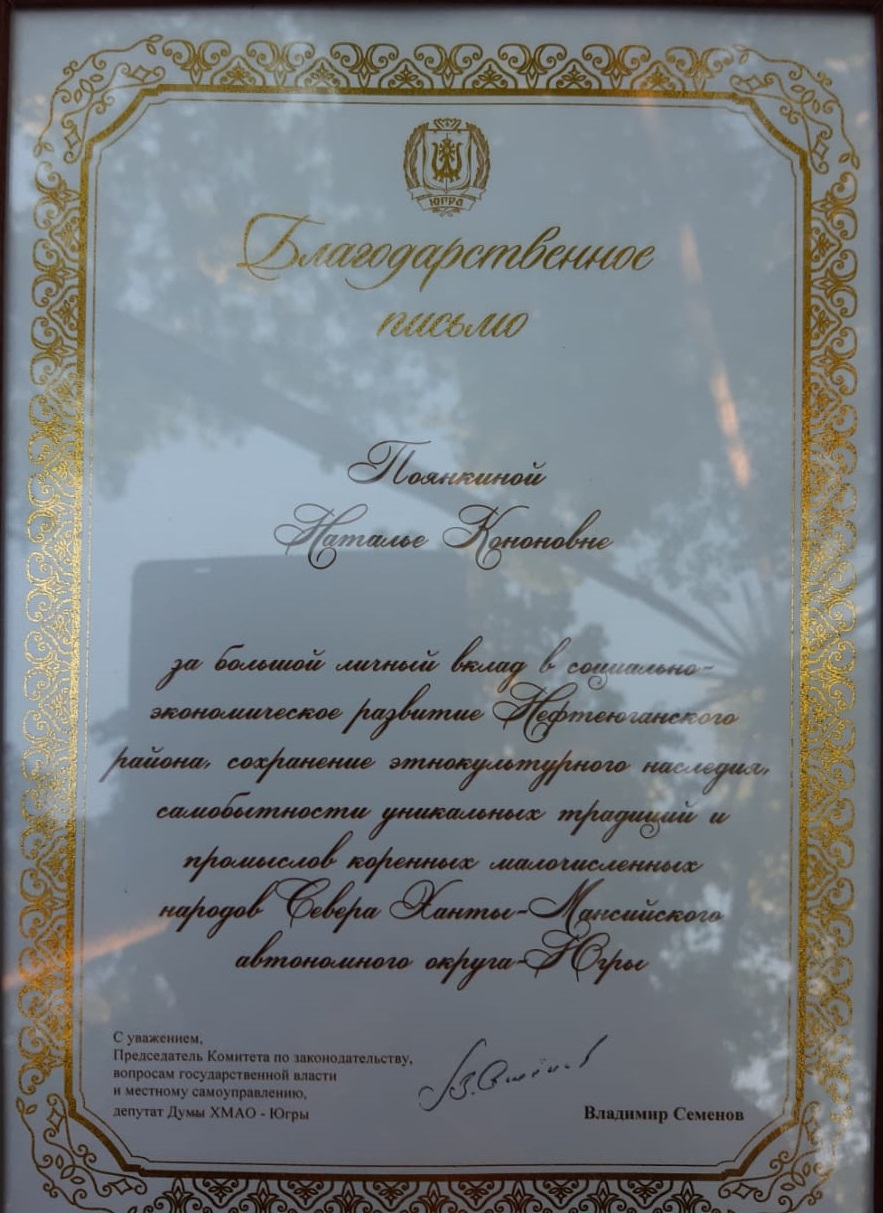 ЮГРА
Благодарственное
письмо
Поянкиной
Наталье Кононовне
за большой личный вклад в социально-
экономическое развитие Нефтеюганского
района, сохранение этнокультурного наследия,
самобытности уникальных традиций и
промыслов коренных малочисленных
народов Севера Ханты-Мансийского
автономного округа-Югры
С уважением,
Председатель Комитета по законодательству,
вопросам государственной власти
и местному самоуправлению,
депутат Думы ХМАО - Югры
Владимир Семенов